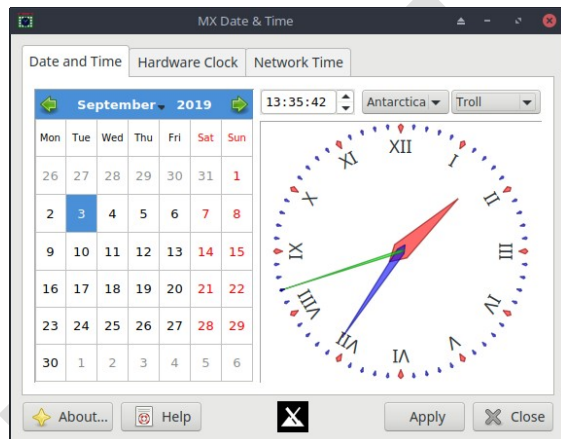 MX Date & Time
Date and Time Hardware Clock Network Time
September 2019
13:35:42 Antarctica Troll
Mon Tue Wed Thu Fri Sat Sun
26 27 28 29 30 31 1
2 3 4 5 6 7 8
9 10 11 12 13 14 15
16 17 18 19 20 21 22
23 24 25 26 27 28 29
30 1 2 3 4 5 6
XII
I
II
III
IV
V
VI
VII
VIII
IX
X
XI
About... Help X Apply Close